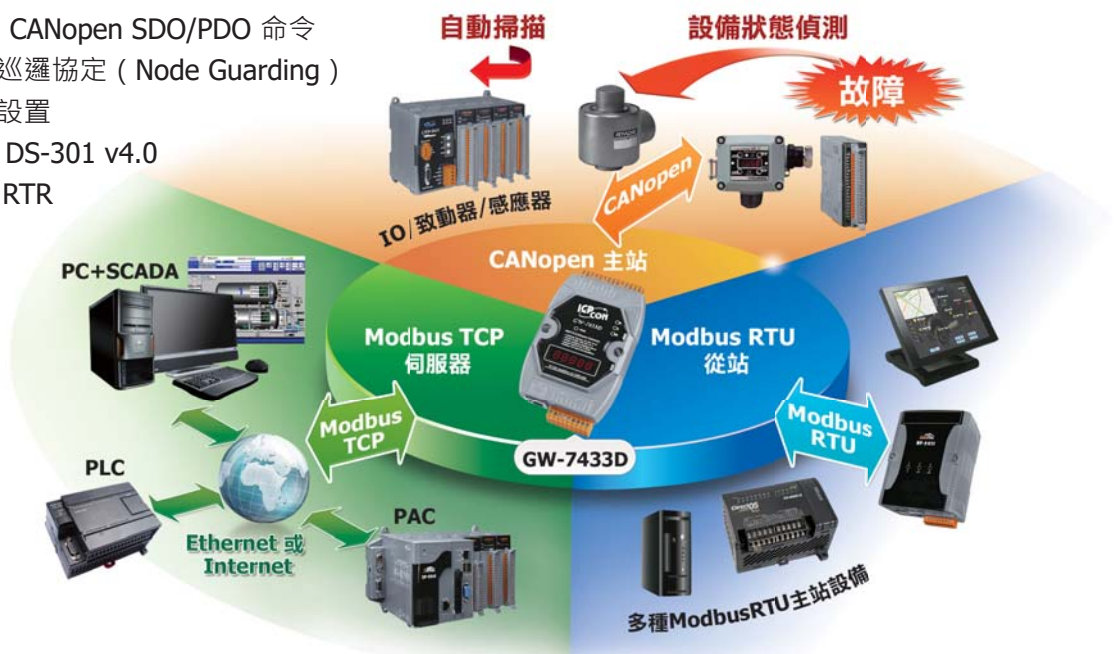 CANopen SDO/PDO 命令
巡邏協定 ( Node Guarding )
設置
DS-301 v4.0
RTR
自動掃描
設備狀態偵測
故障
CANopen
IO/致動器/感應器
CANopen 主站
PC+SCADA
Modbus TCP
伺服器
Modbus RTU
從站
ICP CON
GW-7433D
Modbus
TCP
Modbus
RTU
GW-7433D
PLC
PAC
Ethernet 或
Internet
多種ModbusRTU主站設備